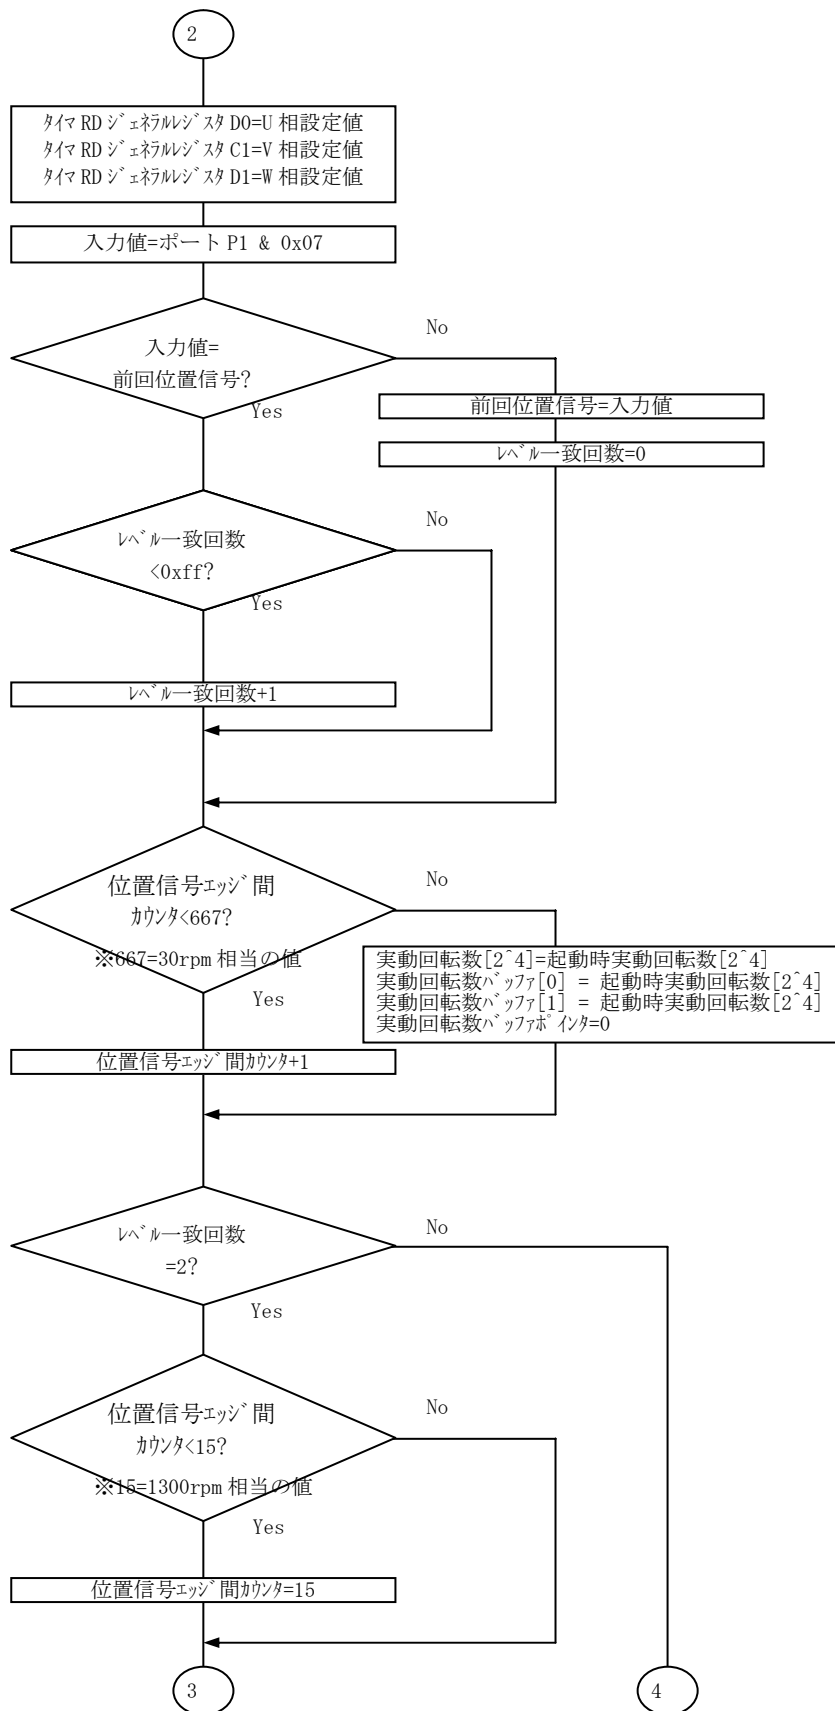 2
ﾀｲﾏ RD ｼﾞｪﾈﾗﾙﾚｼﾞｽﾀ D0=U 相設定値
ﾀｲﾏ RD ｼﾞｪﾈﾗﾙﾚｼﾞｽﾀ C1=V 相設定値
ﾀｲﾏ RD ｼﾞｪﾈﾗﾙﾚｼﾞｽﾀ D1=W 相設定値
入力値=ポート P1 & 0x07
入力値=
前回位置信号?
No
Yes
前回位置信号=入力値
ﾚﾍﾞﾙ一致回数=0
ﾚﾍﾞﾙ一致回数
<0xff?
No
Yes
ﾚﾍﾞﾙ一致回数+1
位置信号ｴｯｼﾞ間
ｶｳﾝﾀ<667?
※667=30rpm 相当の値
No
Yes
実動回転数[2^4]=起動時実動回転数[2^4]
実動回転数ﾊﾞｯﾌｧ[0] = 起動時実動回転数[2^4]
実動回転数ﾊﾞｯﾌｧ[1] = 起動時実動回転数[2^4]
実動回転数ﾊﾞｯﾌｧﾎﾟｲﾝﾀ=0
位置信号ｴｯｼﾞ間ｶｳﾝﾀ+1
ﾚﾍﾞﾙ一致回数
=2?
No
Yes
位置信号ｴｯｼﾞ間
ｶｳﾝﾀ<15?
※15=1300rpm 相当の値
No
Yes
位置信号ｴｯｼﾞ間ｶｳﾝﾀ=15
3
4